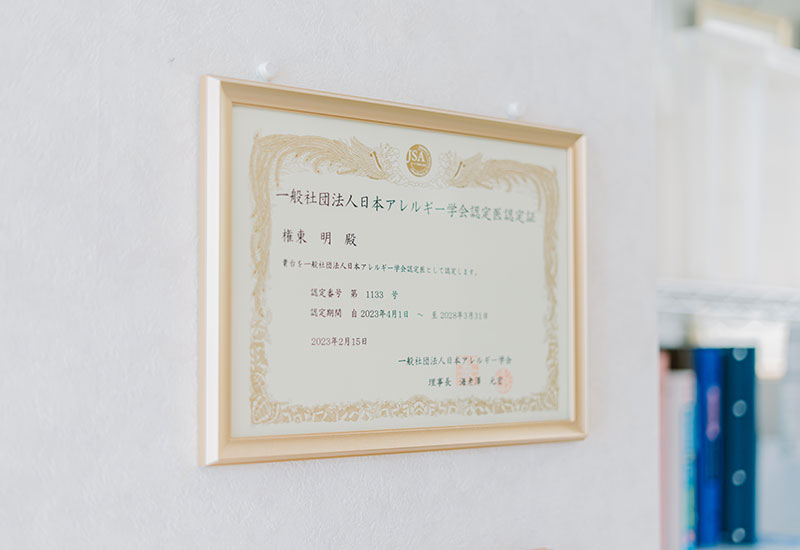 JSA
一般社団法人日本アレルギー学会認定医認定証
権東 明 殿
貴台を一般社団法人日本アレルギー学会認定医として認定します。
認定番号 第 1133 号
認定期間 自 2023年4月1日 ～ 至 2028年3月31日
2023年2月15日
一般社団法人日本アレルギー学会
理事長 海老澤 元宏